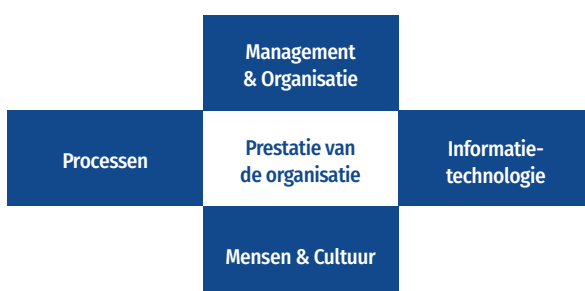 Management
& Organisatie
Processen
Prestatie van
de organisatie
Informatie-
technologie
Mensen & Cultuur